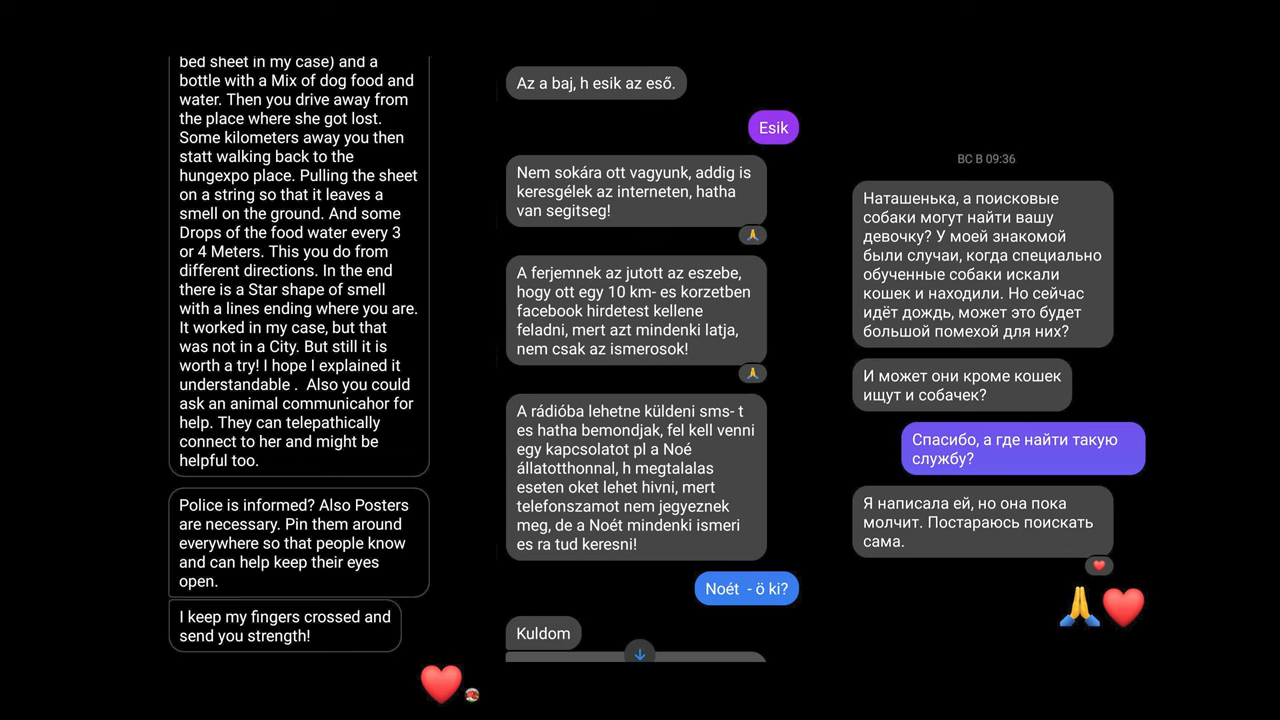 bed sheet in my case) and a
bottle with a Mix of dog food and
water. Then you drive away from
the place where she got lost.
Some kilometers away you then
statt walking back to the
hungexpo place. Pulling the sheet
on a string so that it leaves a
smell on the ground. And some
Drops of the food water every 3
or 4 Meters. This you do from
different directions. In the end
there is a Star shape of smell
with a lines ending where you are.
It worked in my case, but that
was not in a City. But still it is
worth a try! I hope I explained it
understandable . Also you could
ask an animal communicahor for
help. They can telepathically
connect to her and might be
helpful too.
Police is informed? Also Posters
are necessary. Pin them around
everywhere so that people know
and can help keep their eyes
open.
I keep my fingers crossed and
send you strength!
Az a baj, h esik az eső.
Esik
Nem sokára ott vagyunk, addig is
keresgélek az interneten, hatha
van segitseg!
🙏
A ferjemnek az jutott az eszebe,
hogy ott egy 10 km- es korzetben
facebook hirdetest kellene
feladni, mert azt mindenki latja,
nem csak az ismerosok!
🙏
A rádióba lehetne küldeni sms- t
es hatha bemondjak, fel kell venni
egy kapcsolatot pl a Noé
állatotthonnal, h megtalalas
eseten oket lehet hivni, mert
telefonszamot nem jegyeznek
meg, de a Noét mindenki ismeri
es ra tud keresni!
Noét - ö ki?
Kuldom
ВС В 09:36
Наташенька, а поисковые
собаки могут найти вашу
девочку? У моей знакомой
были случаи, когда специально
обученные собаки искали
кошек и находили. Но сейчас
идёт дождь, может это будет
большой помехой для них?
И может они кроме кошек
ищут и собачек?
Спасибо, а где найти такую
службу?
Я написала ей, но она пока
молчит. Постараюсь поискать
сама.